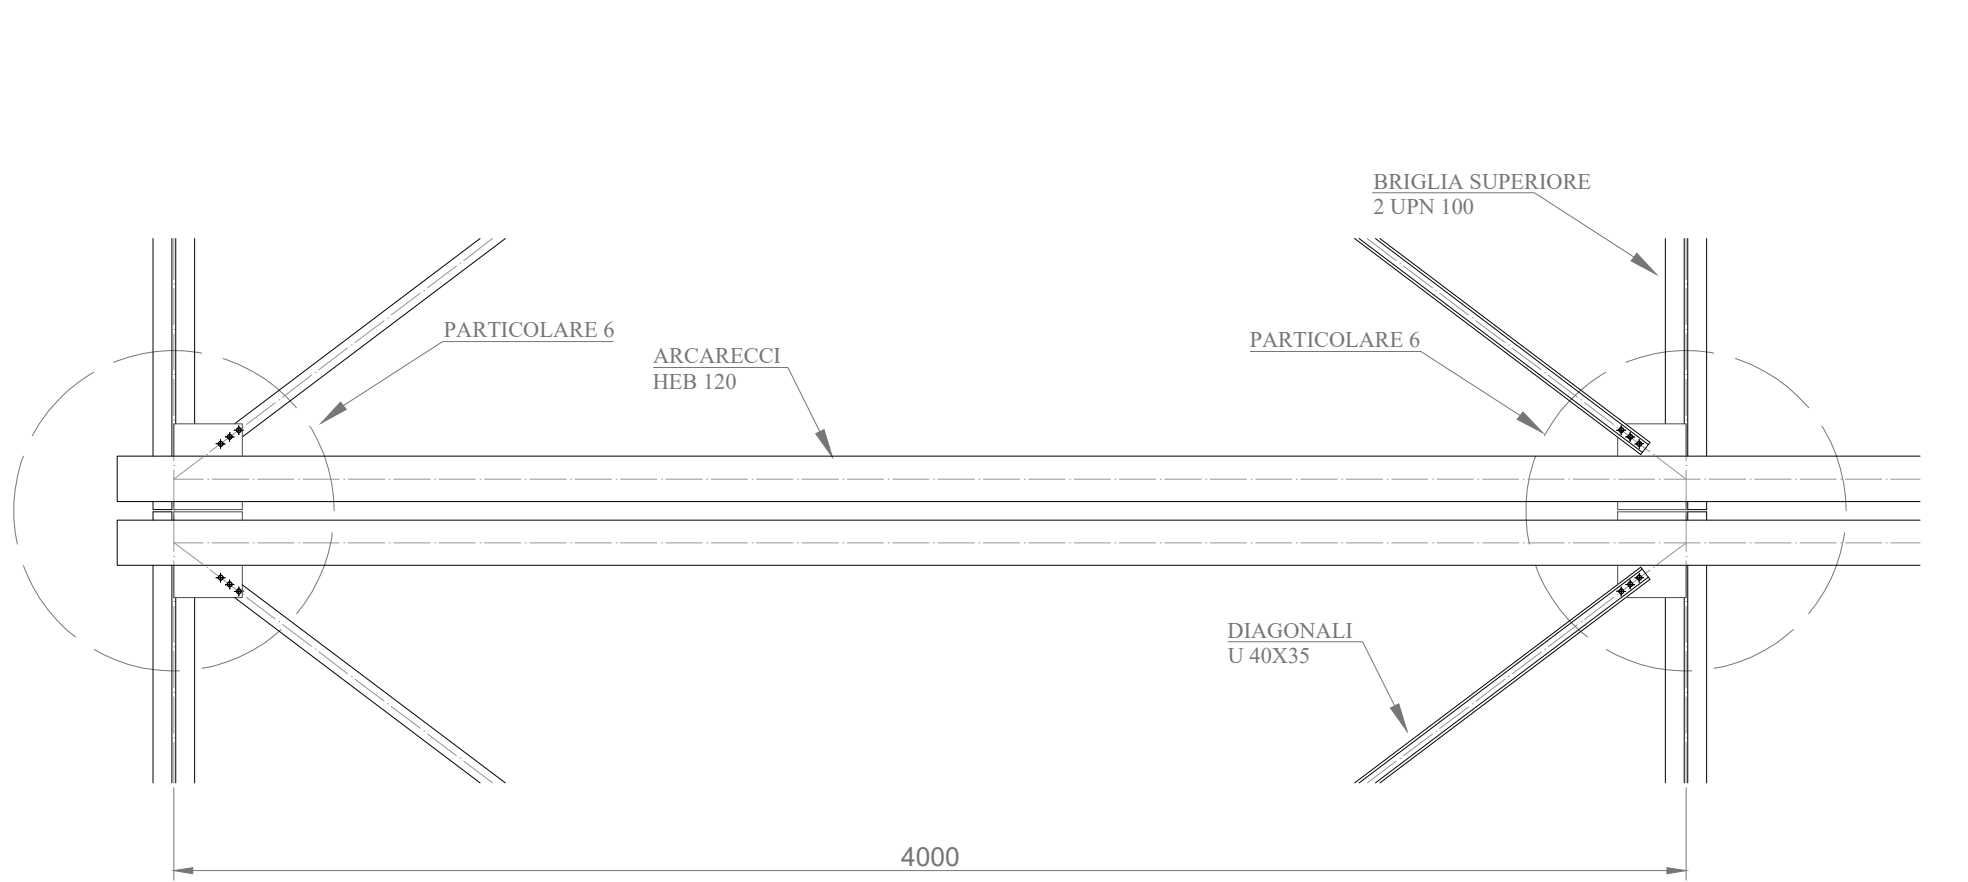 BRIGLIA SUPERIORE
2 UPN 100
PARTICOLARE 6
PARTICOLARE 6
ARCARECCI
HEB 120
DIAGONALI
U 40X35
4000